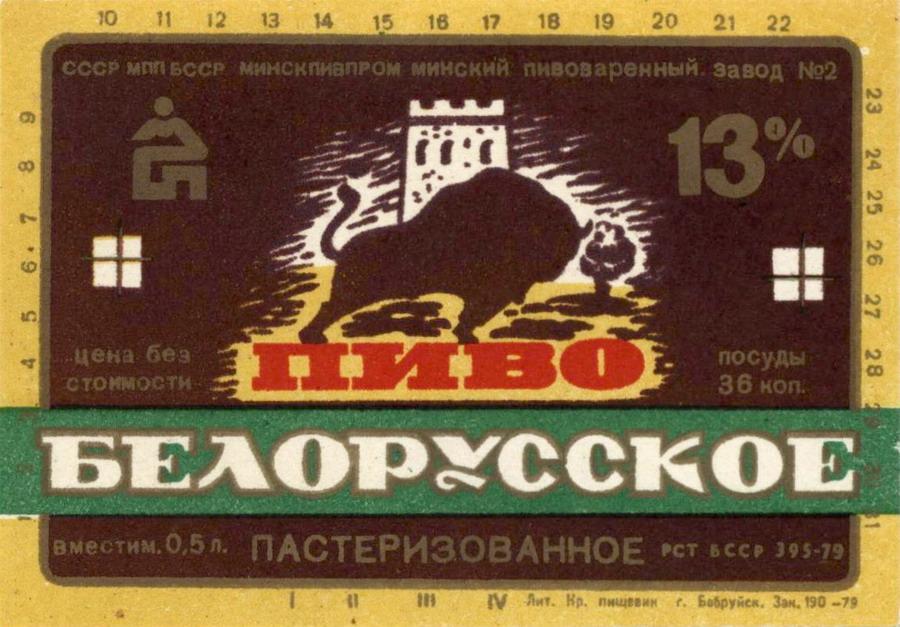 10 11 12 13 14 15 16 17 18 19 20 21 22
СССР МПП БССР МИНСКПИВПРОМ МИНСКИЙ ПИВОВАРЕННЫЙ ЗАВОД №2
13%
9
8
7
6
5
4
23
24
25
26
27
28
цена без
стоимости
посуды
36 коп.
ПИВО
БЕЛОРУССКОЕ
вместим. 0,5 л. ПАСТЕРИЗОВАННОЕ РСТ БССР 395-79
I II III IV Лит. Кр. пищевик г. Бобруйск. Зак. 190-79